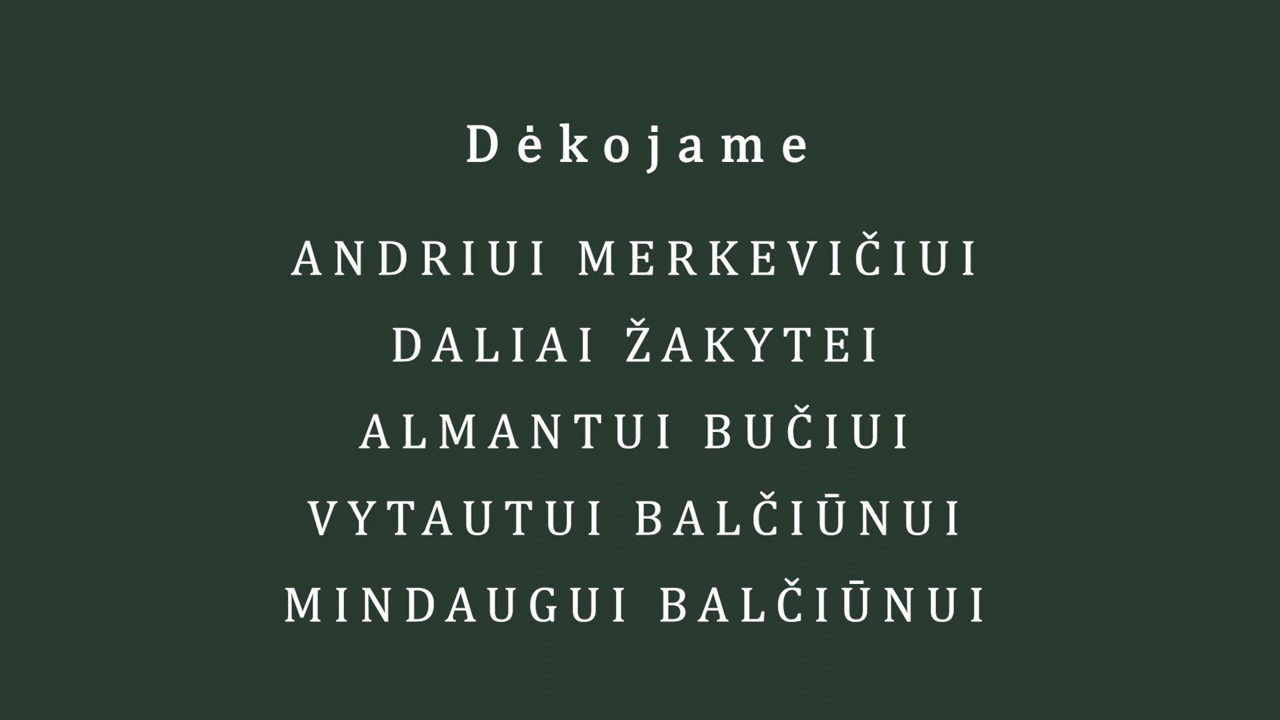 Dėkojame
ANDRIUI MERKEVIČIUI
DALIAI ŽAKYTEI
ALMANTUI BUČIUI
VYTAUTUI BALČIŪNUI
MINDAUGUI BALČIŪNUI